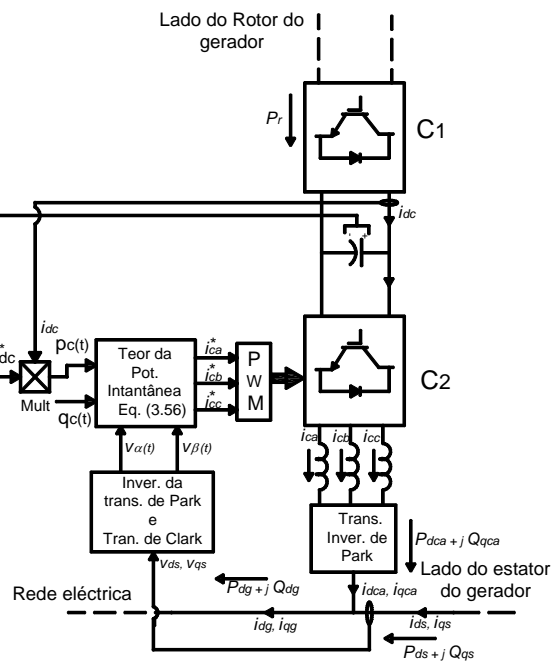 Lado do Rotor do
gerador
Pr
C1
idc
- +
*
dc
idc
pc(t)
Mult
qc(t)
Teor da
Pot.
Intantânea
Eq. (3.56)
i*ca
i*cb
i*cc
P
W
M
C2
ica icb icc
vα(t) vβ(t)
Inver. da
trans. de Park
e
Tran. de Clark
Trans.
Inver. de
Park
Pdca + j Qqca
vds, vqs
Pdg + j Qdg
idca, iqca
Lado do estator
do gerador
Rede eléctrica
idg, iqg
ids, iqs
Pds + j Qqs